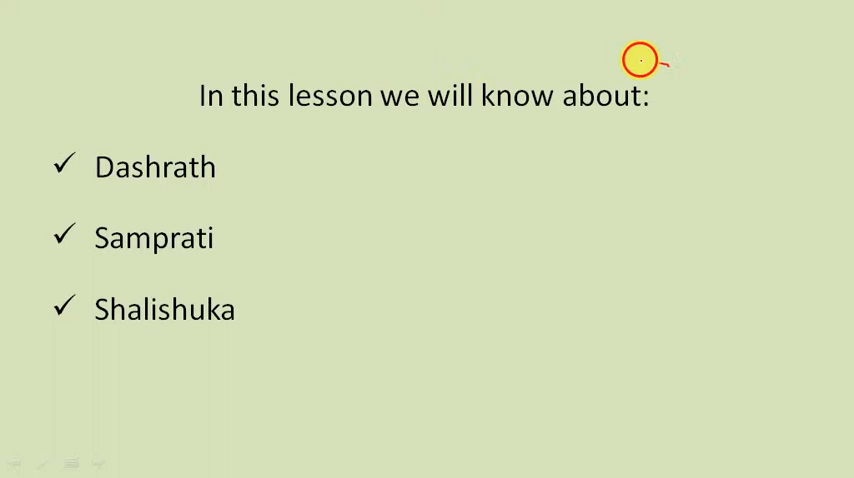 In this lesson we will know about:
✓ Dashrath
✓ Samprati
✓ Shalishuka